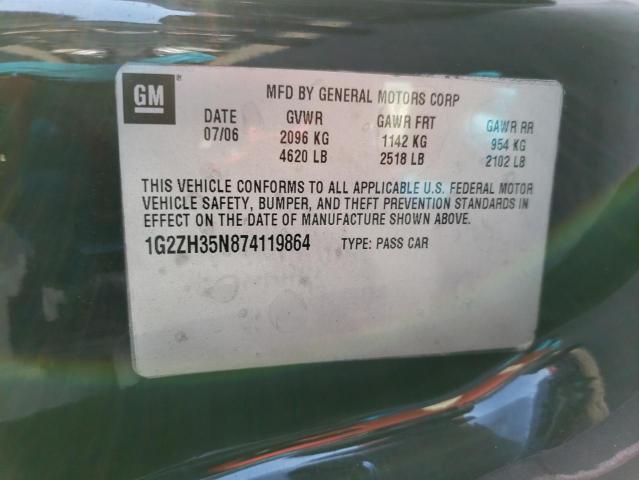 GM ®
MFD BY GENERAL MOTORS CORP
DATE GVWR GAWR FRT GAWR RR
07/06 2096 KG 1142 KG 954 KG
4620 LB 2518 LB 2102 LB
THIS VEHICLE CONFORMS TO ALL APPLICABLE U.S. FEDERAL MOTOR
VEHICLE SAFETY, BUMPER, AND THEFT PREVENTION STANDARDS IN
EFFECT ON THE DATE OF MANUFACTURE SHOWN ABOVE.
1G2ZH35N874119864 TYPE: PASS CAR